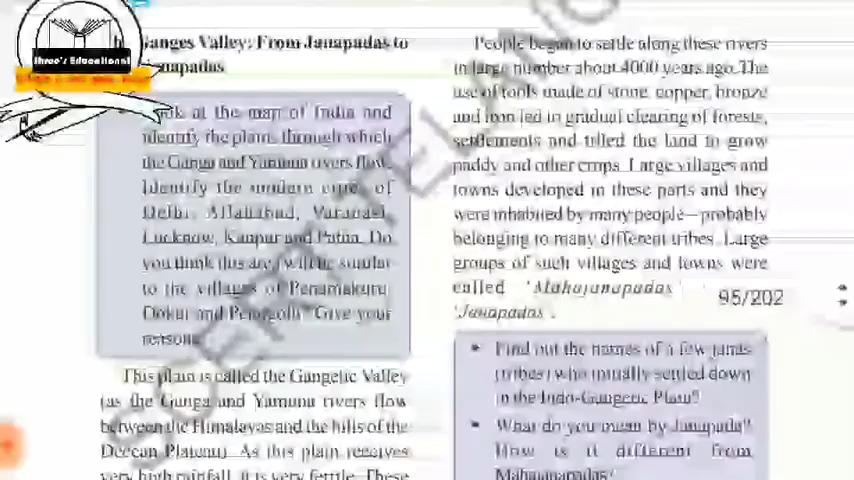 Shree's Educational
Ganges Valley: From Janapadas to
at the map of India and
identify the plains through which
the Ganga and Yamuna rivers flow.
Identify the modern cities of
Delhi, Allahabad, Varanasi,
Lucknow, Kanpur and Patna. Do
you think this area will be similar
to the villages of Penamakuru,
Dokur and Penugolu? Give your
reasons.
This plain is called the Gangetic Valley
(as the Ganga and Yamuna rivers flow
between the Himalayas and the hills of the
Deccan Plateau). As this plain receives
very high rainfall, it is very fertile. These
People began to settle along these rivers
in large number about 4000 years ago. The
use of tools made of stone, copper, bronze
and iron led to gradual clearing of forests,
settlements and tilled the land to grow
paddy and other crops. Large villages and
towns developed in these parts and they
were inhabited by many people – probably
belonging to many different tribes. Large
groups of such villages and towns were
called 'Mahajanapadas'
'Janapadas'.
95/202
• Find out the names of a few janas
(tribes) who initially settled down
in the Indo-Gangetic Plain?
• What do you mean by Janapada?
How is it different from
Mahajanapadas?
SCERT TELANG